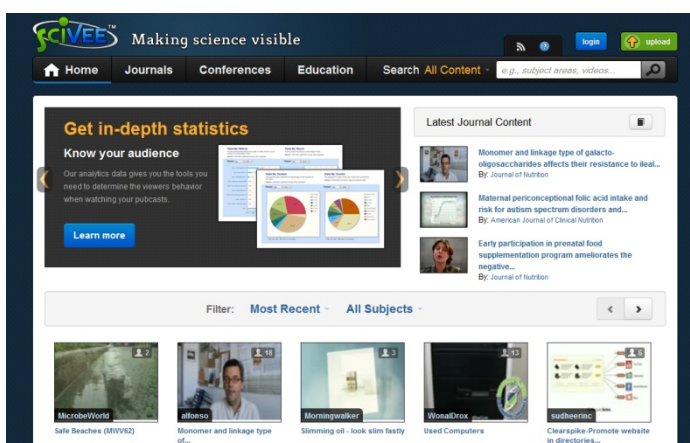 SCIVEE™ Making science visible
login
upload
Home Journals Conferences Education Search All Content e.g., subject areas, videos...
Get in-depth statistics
Know your audience
Our analytics data gives you the tools you
need to determine the viewers behavior
when watching your pubcasts.
Learn more
Latest Journal Content
Monomer and linkage type of galacto-
oligosaccharides affects their resistance to ileal...
By: Journal of Nutrition
Maternal periconceptional folic acid intake and
risk for autism spectrum disorders and...
By: American Journal of Clinical Nutrition
Early participation in prenatal food
supplementation program ameliorates the
negative...
By: Journal of Nutrition
Filter: Most Recent All Subjects
2 18 3 13 6
MicrobeWorld alfonso Morningwalker WonalDrox sudheerinc
Safe Beaches (MWV62) Monomer and linkage type Slimming oil - look slim fastly Used Computers Clearspike-Promote website
of... in directories...